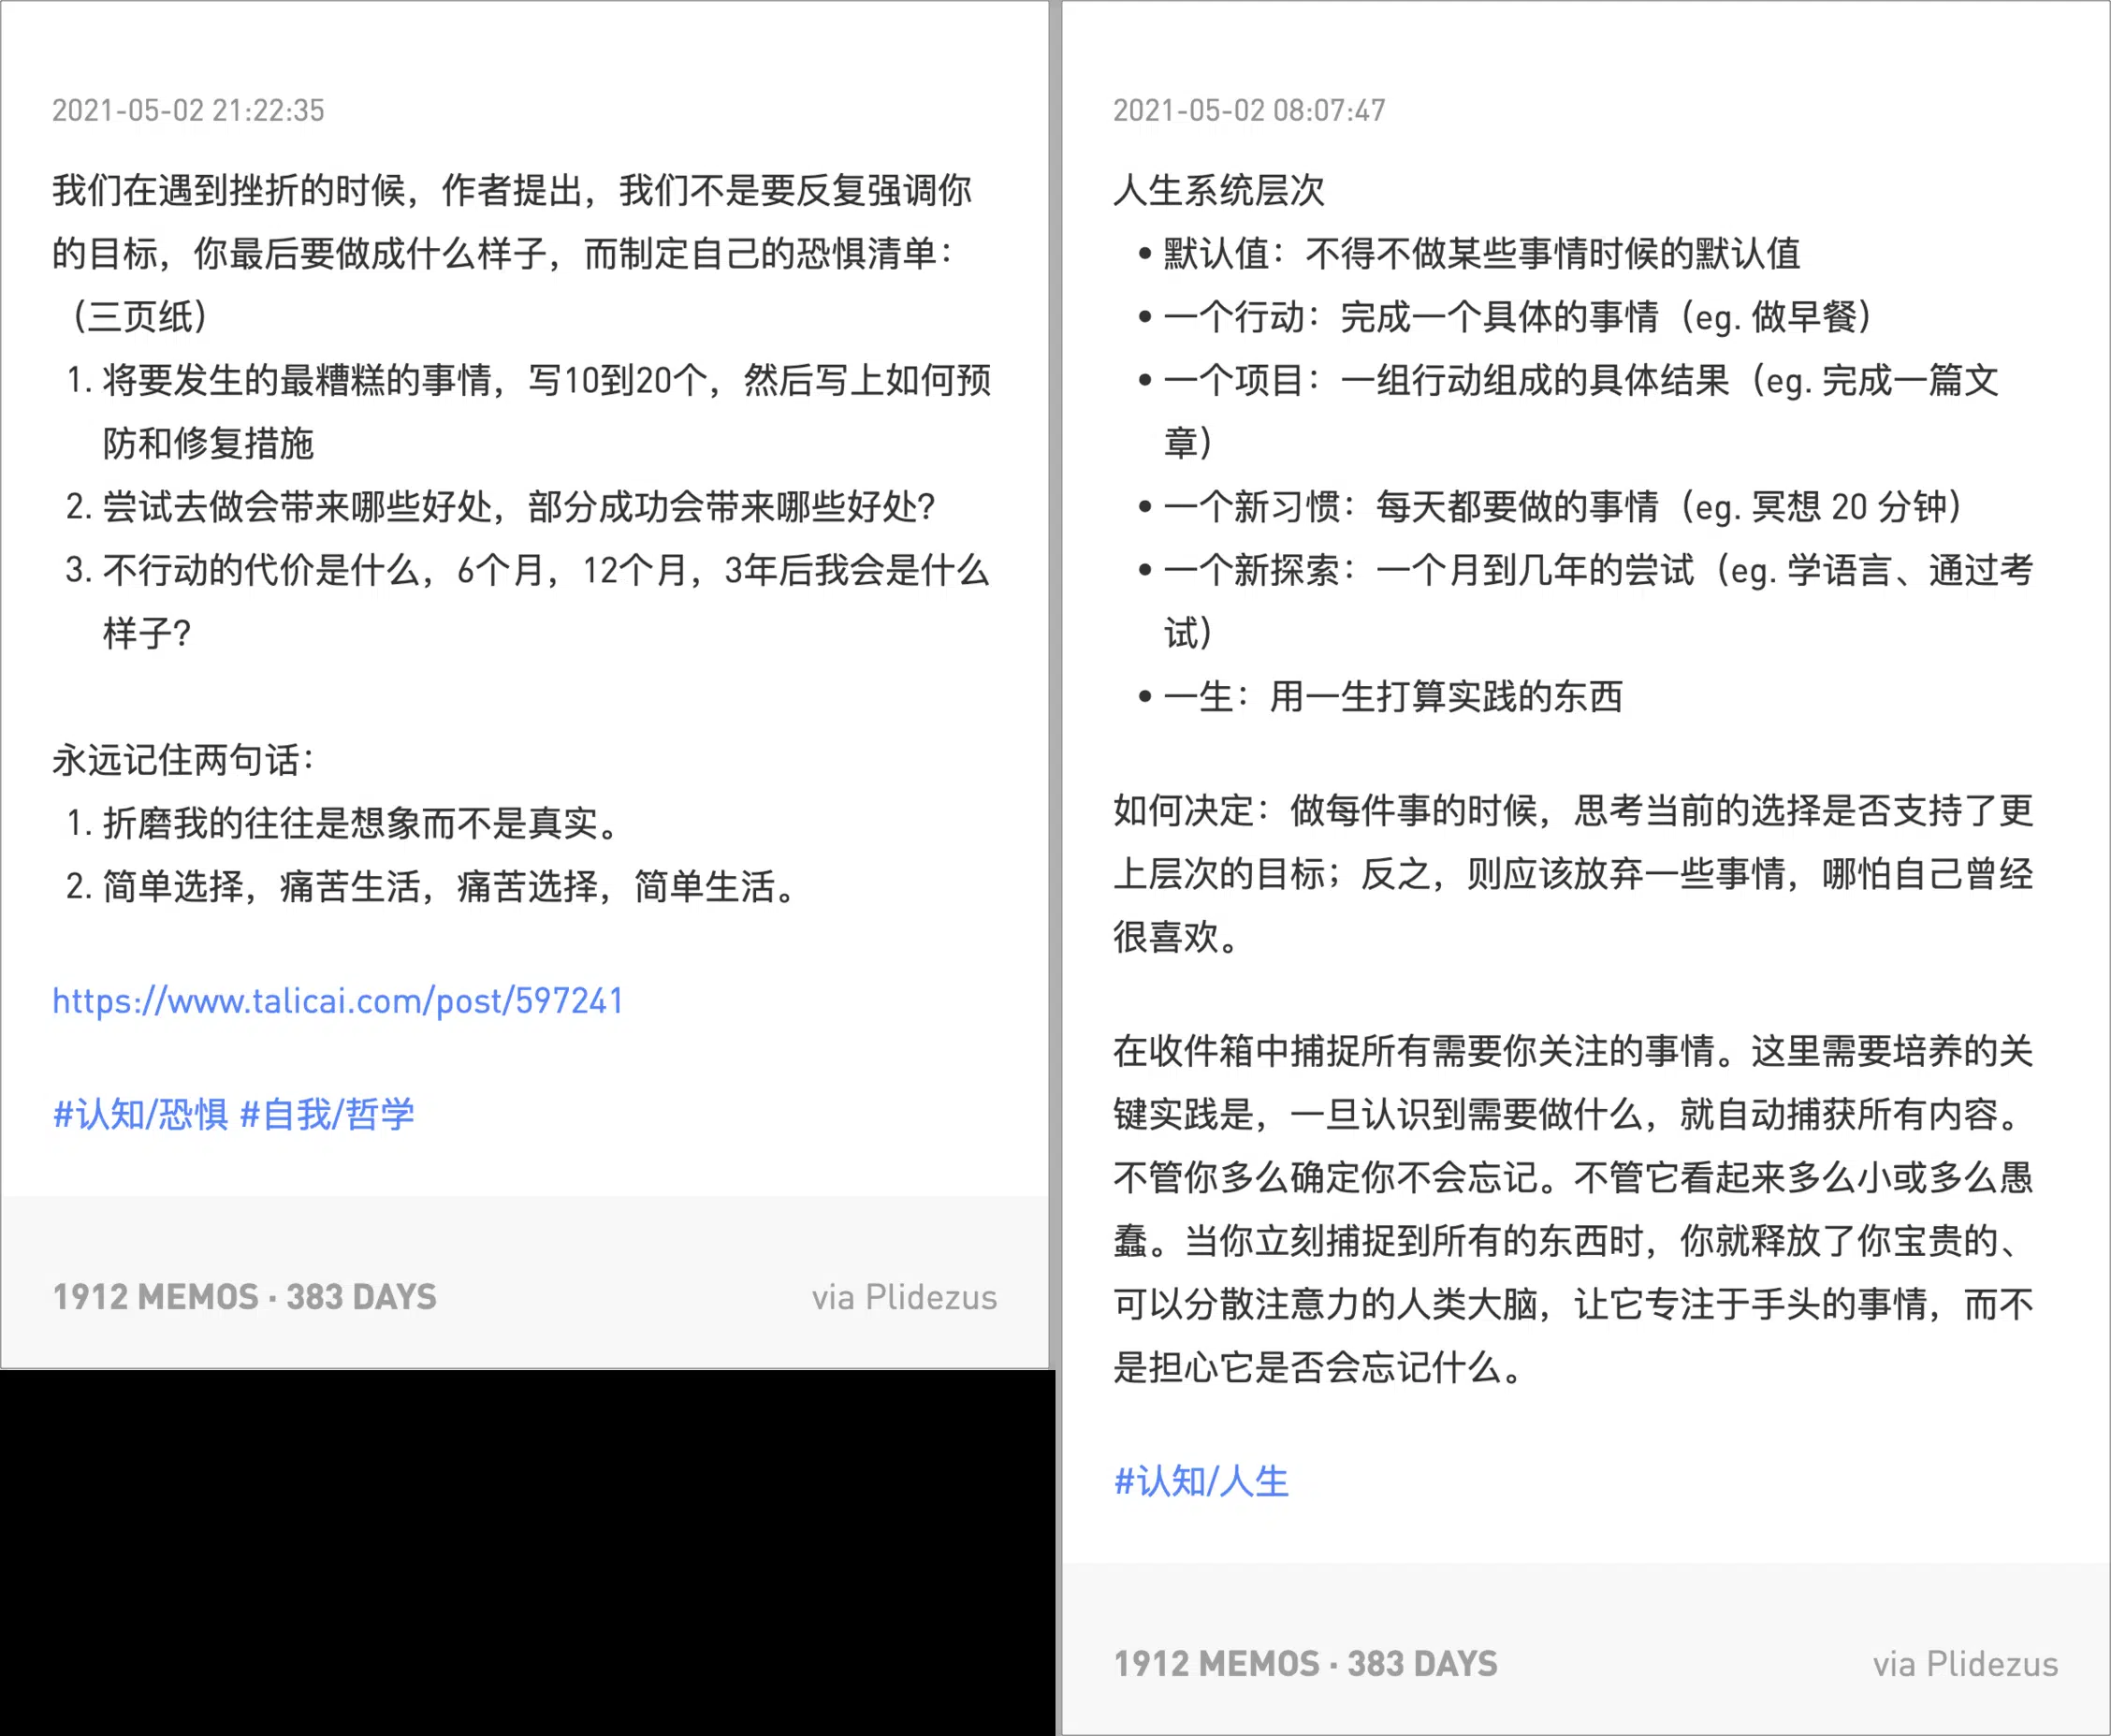 2021-05-02 21:22:35
我们在遇到挫折的时候，作者提出，我们不是要反复强调你
的目标，你最后要做成什么样子，而制定自己的恐惧清单：
（三页纸）
1. 将要发生的最糟糕的事情，写10到20个，然后写上如何预
防和修复措施
2. 尝试去做会带来哪些好处，部分成功会带来哪些好处？
3. 不行动的代价是什么，6个月，12个月，3年后我会是什么
样子？
永远记住两句话：
1. 折磨我的往往是想象而不是真实。
2. 简单选择，痛苦生活，痛苦选择，简单生活。
https://www.talicai.com/post/597241
#认知/恐惧 #自我/哲学
1912 MEMOS · 383 DAYS
via Plidezus
2021-05-02 08:07:47
人生系统层次
• 默认值：不得不做某些事情时候的默认值
• 一个行动：完成一个具体的事情（eg. 做早餐）
• 一个项目：一组行动组成的具体结果（eg. 完成一篇文
章）
• 一个新习惯：每天都要做的事情（eg. 冥想 20 分钟）
• 一个新探索：一个月到几年的尝试（eg. 学语言、通过考
试）
• 一生：用一生打算实践的东西
如何决定：做每件事的时候，思考当前的选择是否支持了更
上层次的目标；反之，则应该放弃一些事情，哪怕自己曾经
很喜欢。
在收件箱中捕捉所有需要你关注的事情。这里需要培养的关
键实践是，一旦认识到需要做什么，就自动捕获所有内容。
不管你多么确定你不会忘记。不管它看起来多么小或多么愚
蠢。当你立刻捕捉到所有的东西时，你就释放了你宝贵的、
可以分散注意力的人类大脑，让它专注于手头的事情，而不
是担心它是否会忘记什么。
#认知/人生
1912 MEMOS · 383 DAYS
via Plidezus